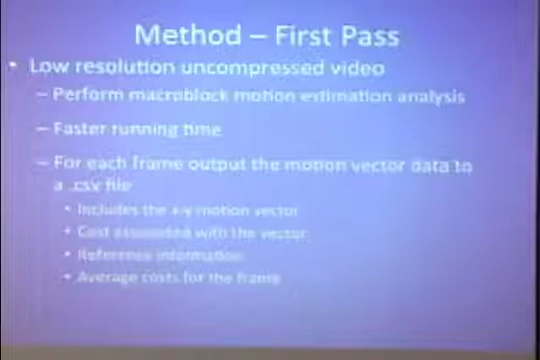 Method – First Pass
• Low resolution uncompressed video
– Perform macroblock motion estimation analysis
– Faster running time
– For each frame output the motion vector data to
a .csv file
• Includes the x-y motion vector
• Cost associated with the vector
• Reference information
• Average costs for the frame